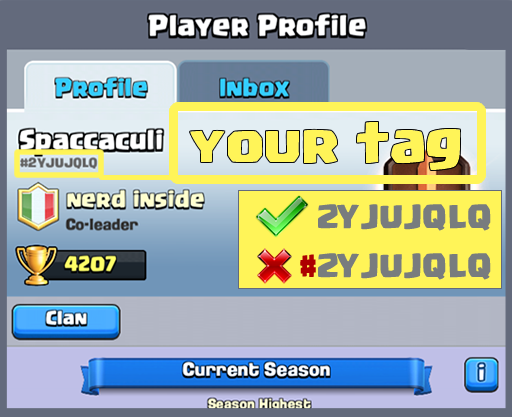 Player Profile
Profile
Inbox
Spaccaculi
#2YJUJQLQ
YOUR tag
nerd inside
Co-leader
2YJUJQLQ
#2YJUJQLQ
4207
Clan
Current Season
i
Season Highest